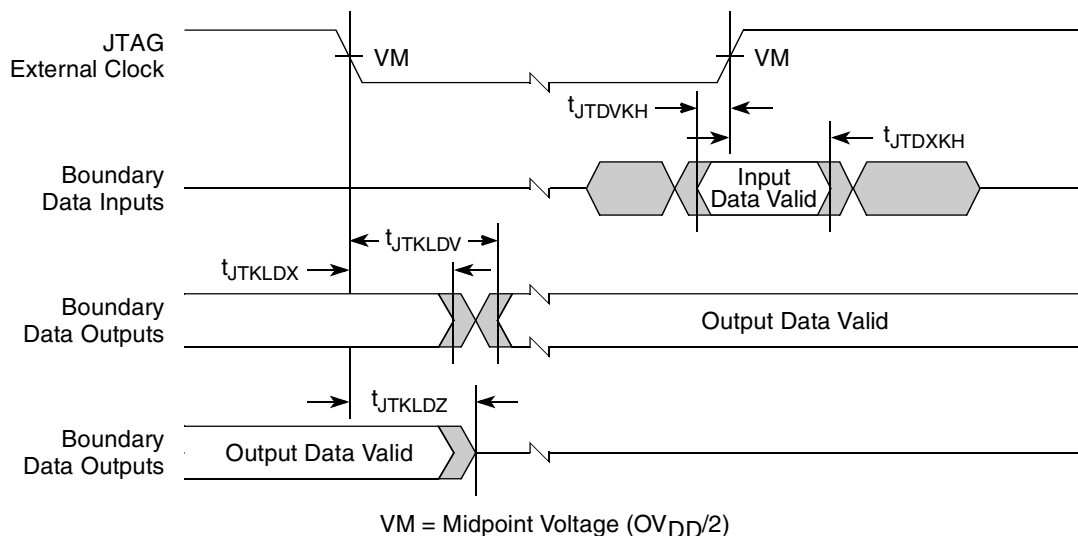 JTAG
External Clock
VM
VM
tJTDVKH
tJTDXKH
Boundary
Data Inputs
Input
Data Valid
tJTKLDV
tJTKLDX
Boundary
Data Outputs
Output Data Valid
tJTKLDZ
Boundary
Data Outputs
Output Data Valid
VM = Midpoint Voltage (OVDD/2)